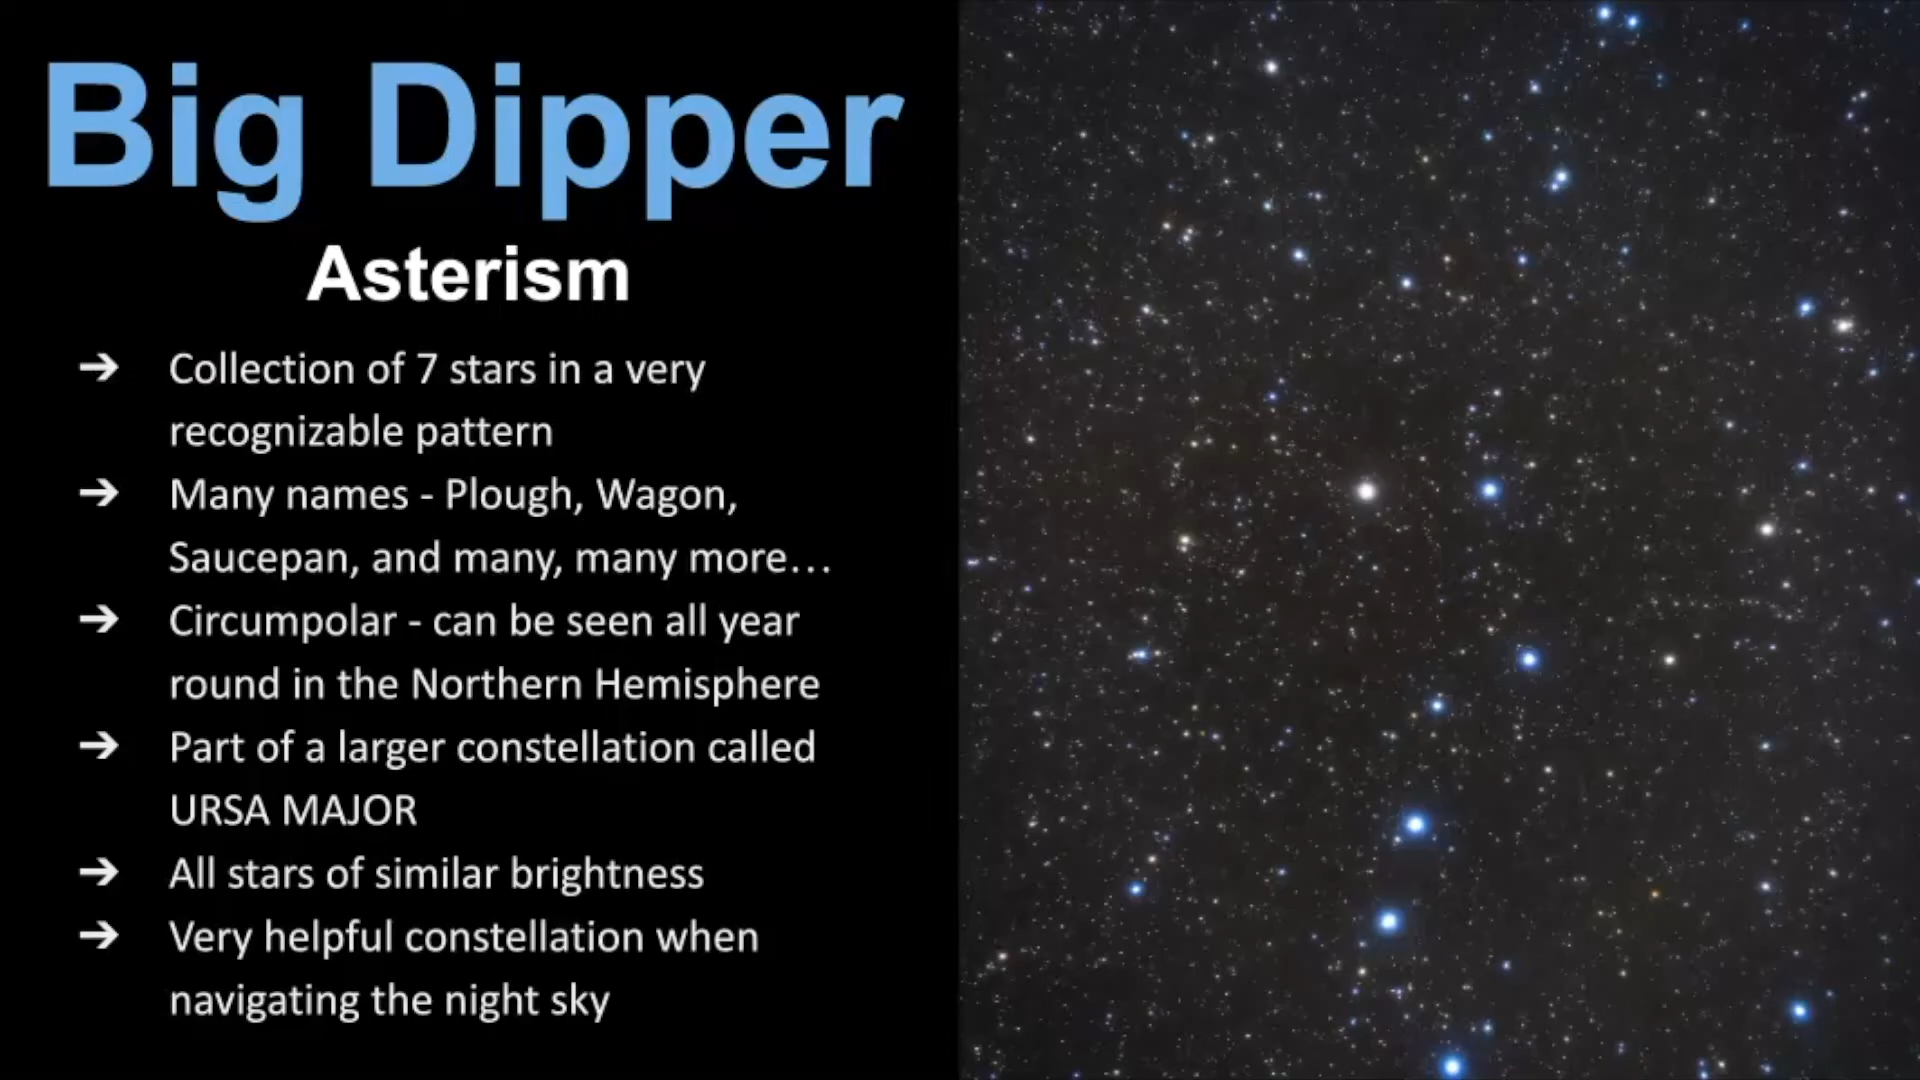 Big Dipper
Asterism
➔ Collection of 7 stars in a very
recognizable pattern
➔ Many names - Plough, Wagon,
Saucepan, and many, many more…
➔ Circumpolar - can be seen all year
round in the Northern Hemisphere
➔ Part of a larger constellation called
URSA MAJOR
➔ All stars of similar brightness
➔ Very helpful constellation when
navigating the night sky